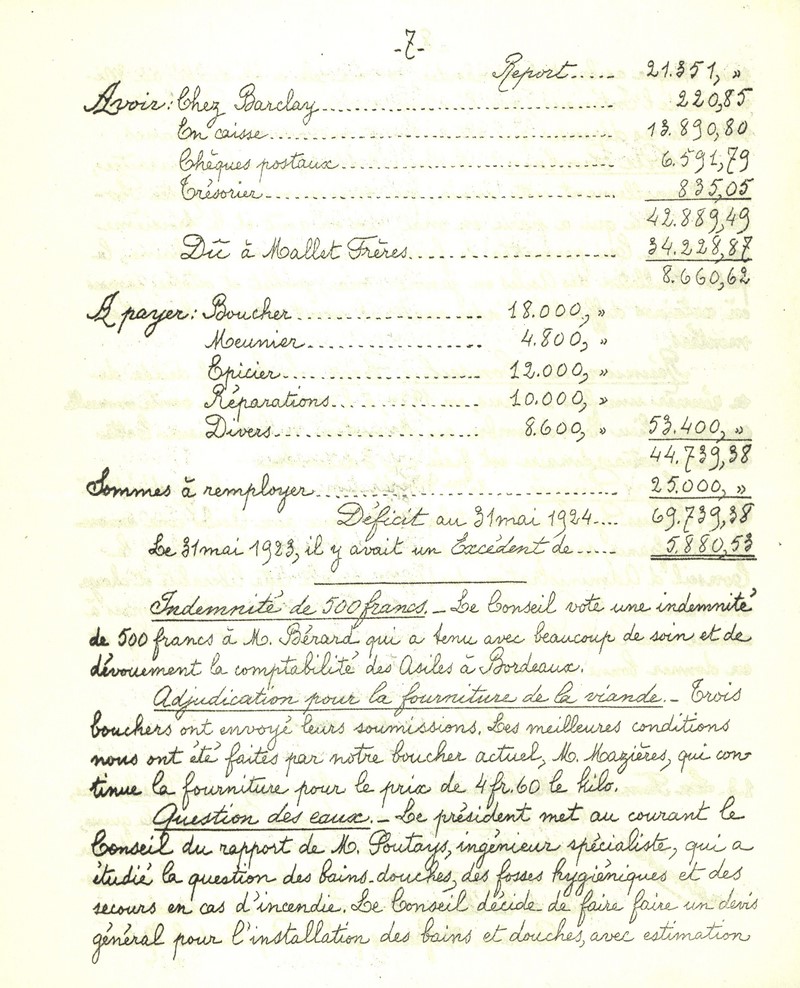 -7-
Report..... 21.351, »
Avoir: Chez Barclay................................ 220,85
En caisse................................ 13.890,80
Chèques postaux................................ 6.591,79
Trésorier................................ 835,05
42.889,49
Dû à Mallet Frères................................ 34.228,87
8.660,62
A payer: Boucher.................... 18.000, »
Meunier.................... 4.800, »
Epicier.................... 12.000, »
Réparations.................... 10.000, »
Divers.................... 8.600, » 53.400, »
44.739,38
Sommes à remployer................................ 25.000, »
Déficit au 31 mai 1924.... 69.739,38
Le 31 mai 1923, il y avait un Excédent de..... 5.880,53
Indemnité de 500 francs. _ Le Conseil vote une indemnité
de 500 francs à M. Bérard qui a tenu avec beaucoup de soin et de
dévouement la comptabilité des Asiles à Bordeaux.
Adjudication pour la fourniture de la viande. _ Trois
bouchers ont envoyé leurs soumissions. Les meilleures conditions
nous ont été faites par notre boucher actuel, M. Mazières, qui con-
tinue la fourniture pour le prix de 4 fr. 60 le kilo.
Question des eaux. _ Le président met au courant le
Conseil du rapport de M. Soutays, ingénieur spécialiste, qui a
étudié la question des bains-douches, des fosses hygiéniques et des
secours en cas d'incendie. Le Conseil décide de faire faire un devis
général pour l'installation des bains et douches, avec estimation